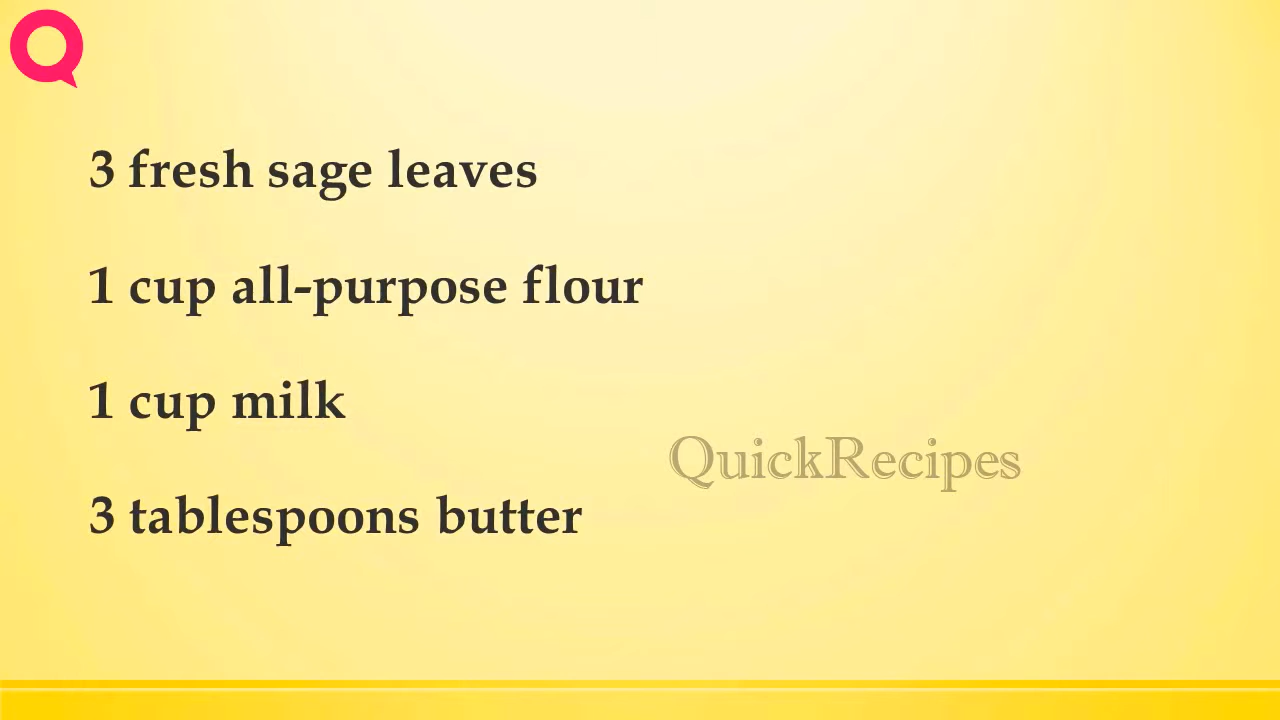 3 fresh sage leaves
1 cup all-purpose flour
1 cup milk
QuickRecipes
3 tablespoons butter